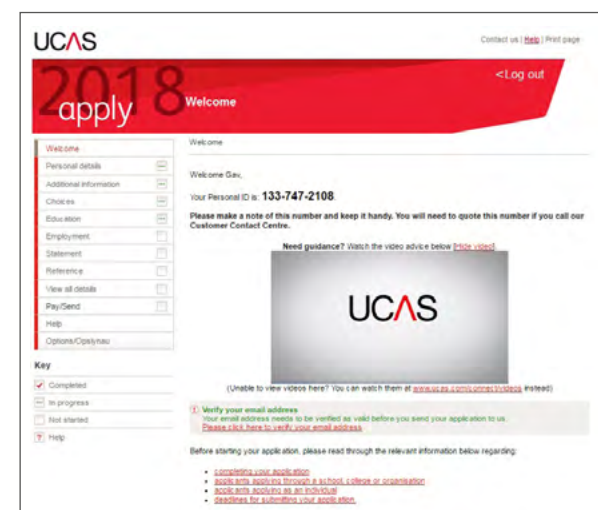 UCAS
Contact us | Help | Print page
2018
apply
Welcome
<Log out
Welcome
Personal details
Additional information
Choices
Education
Employment
Statement
Reference
View all details
Pay/Send
Help
Options/Opsiynau
Key
Completed
In progress
Not started
? Help
Welcome
Welcome Gav,
Your Personal ID is: 133-747-2108
Please make a note of this number and keep it handy. You will need to quote this number if you call our
Customer Contact Centre.
Need guidance? Watch the video advice below [Hide video].
UCAS
(Unable to view videos here? You can watch them at www.ucas.com/connect/videos instead)
Verify your email address
Your email address needs to be verified as valid before you send your application to us.
Please click here to verify your email address.
Before starting your application, please read through the relevant information below regarding:
completing your application
applicants applying through a school, college or organisation
applicants applying as an individual
deadlines for submitting your application.